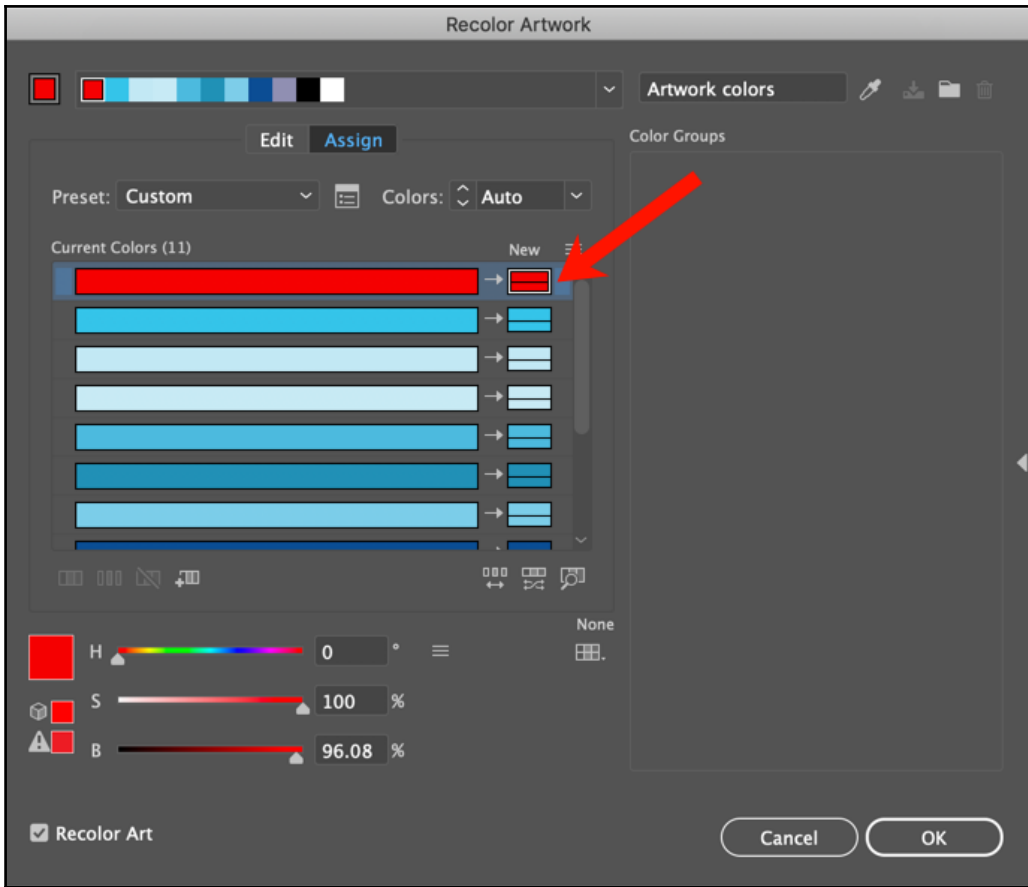 Recolor Artwork
Artwork colors
Edit Assign
Color Groups
Preset: Custom Colors: Auto
Current Colors (11) New
None
H 0 °
S 100 %
B 96.08 %
Recolor Art
Cancel OK